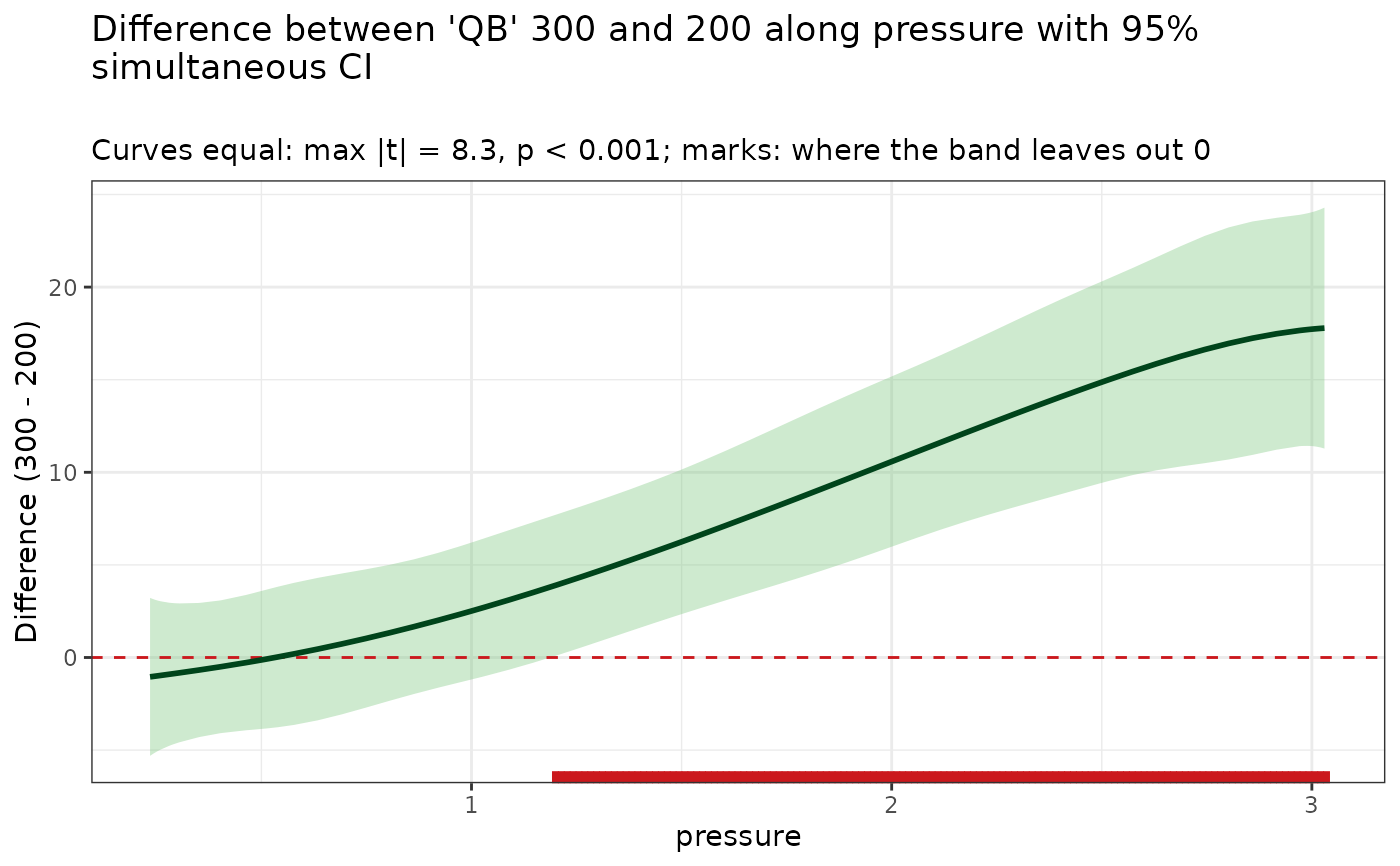 Difference between 'QB' 300 and 200 along pressure with 95%
simultaneous CI
Curves equal: max |t| = 8.3, p < 0.001; marks: where the band leaves out 0
Difference (300 - 200)
20
10
0
1
2
3
pressure